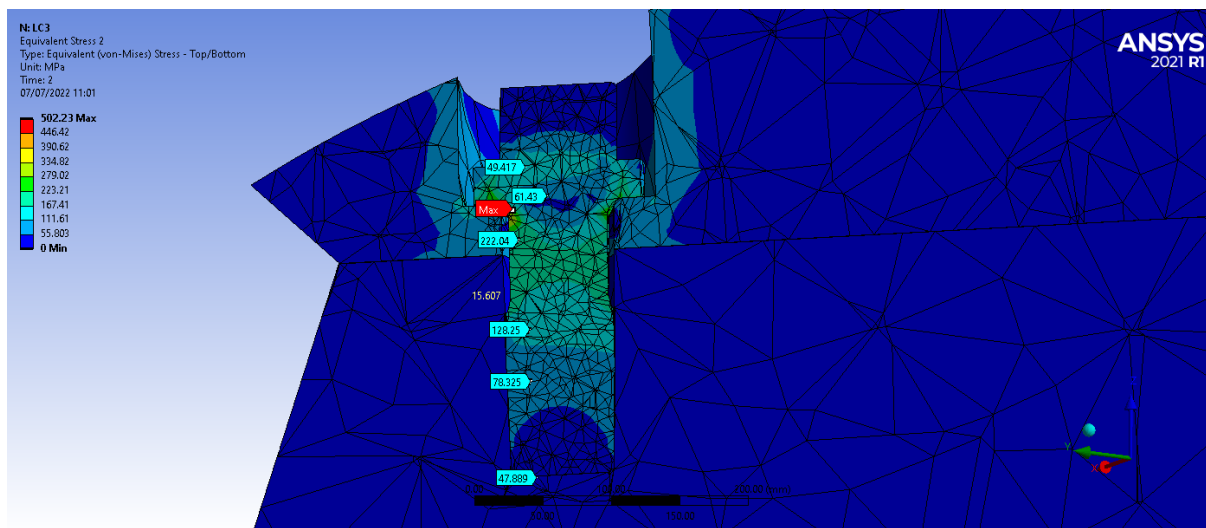 N: LC3
Equivalent Stress 2
Type: Equivalent (von-Mises) Stress - Top/Bottom
Unit: MPa
Time: 2
07/07/2022 11:01
502.23 Max
446.42
390.62
334.82
279.02
223.21
167.41
111.61
55.803
0 Min
ANSYS
2021 R1
49.417
61.43
Max
222.04
15.607
128.25
78.325
47.889
50.00
150.00
(mm)
Y
X